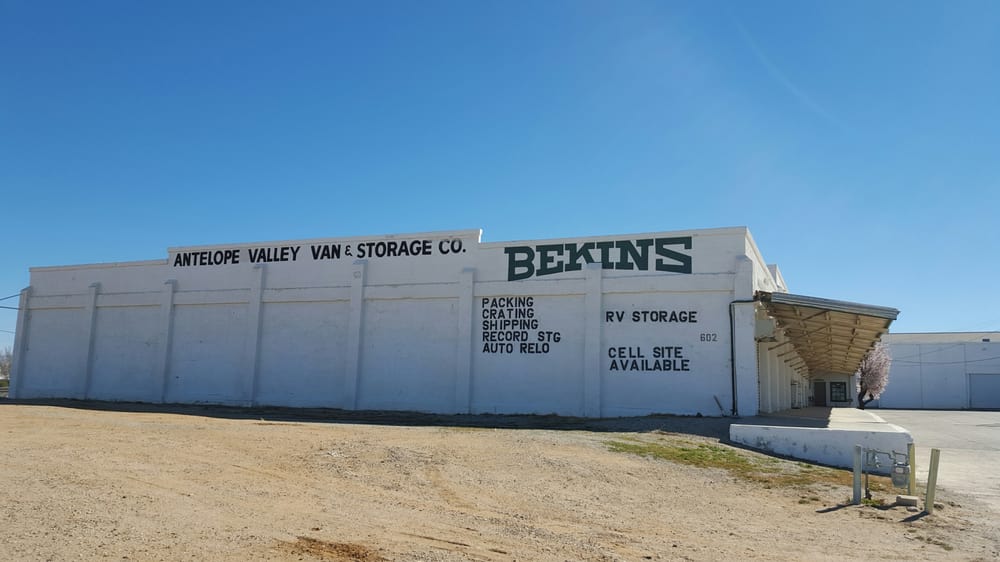 ANTELOPE VALLEY VAN & STORAGE CO.
BEKINS
PACKING
CRATING
SHIPPING
RECORD STG
AUTO RELO
RV STORAGE
602
CELL SITE
AVAILABLE